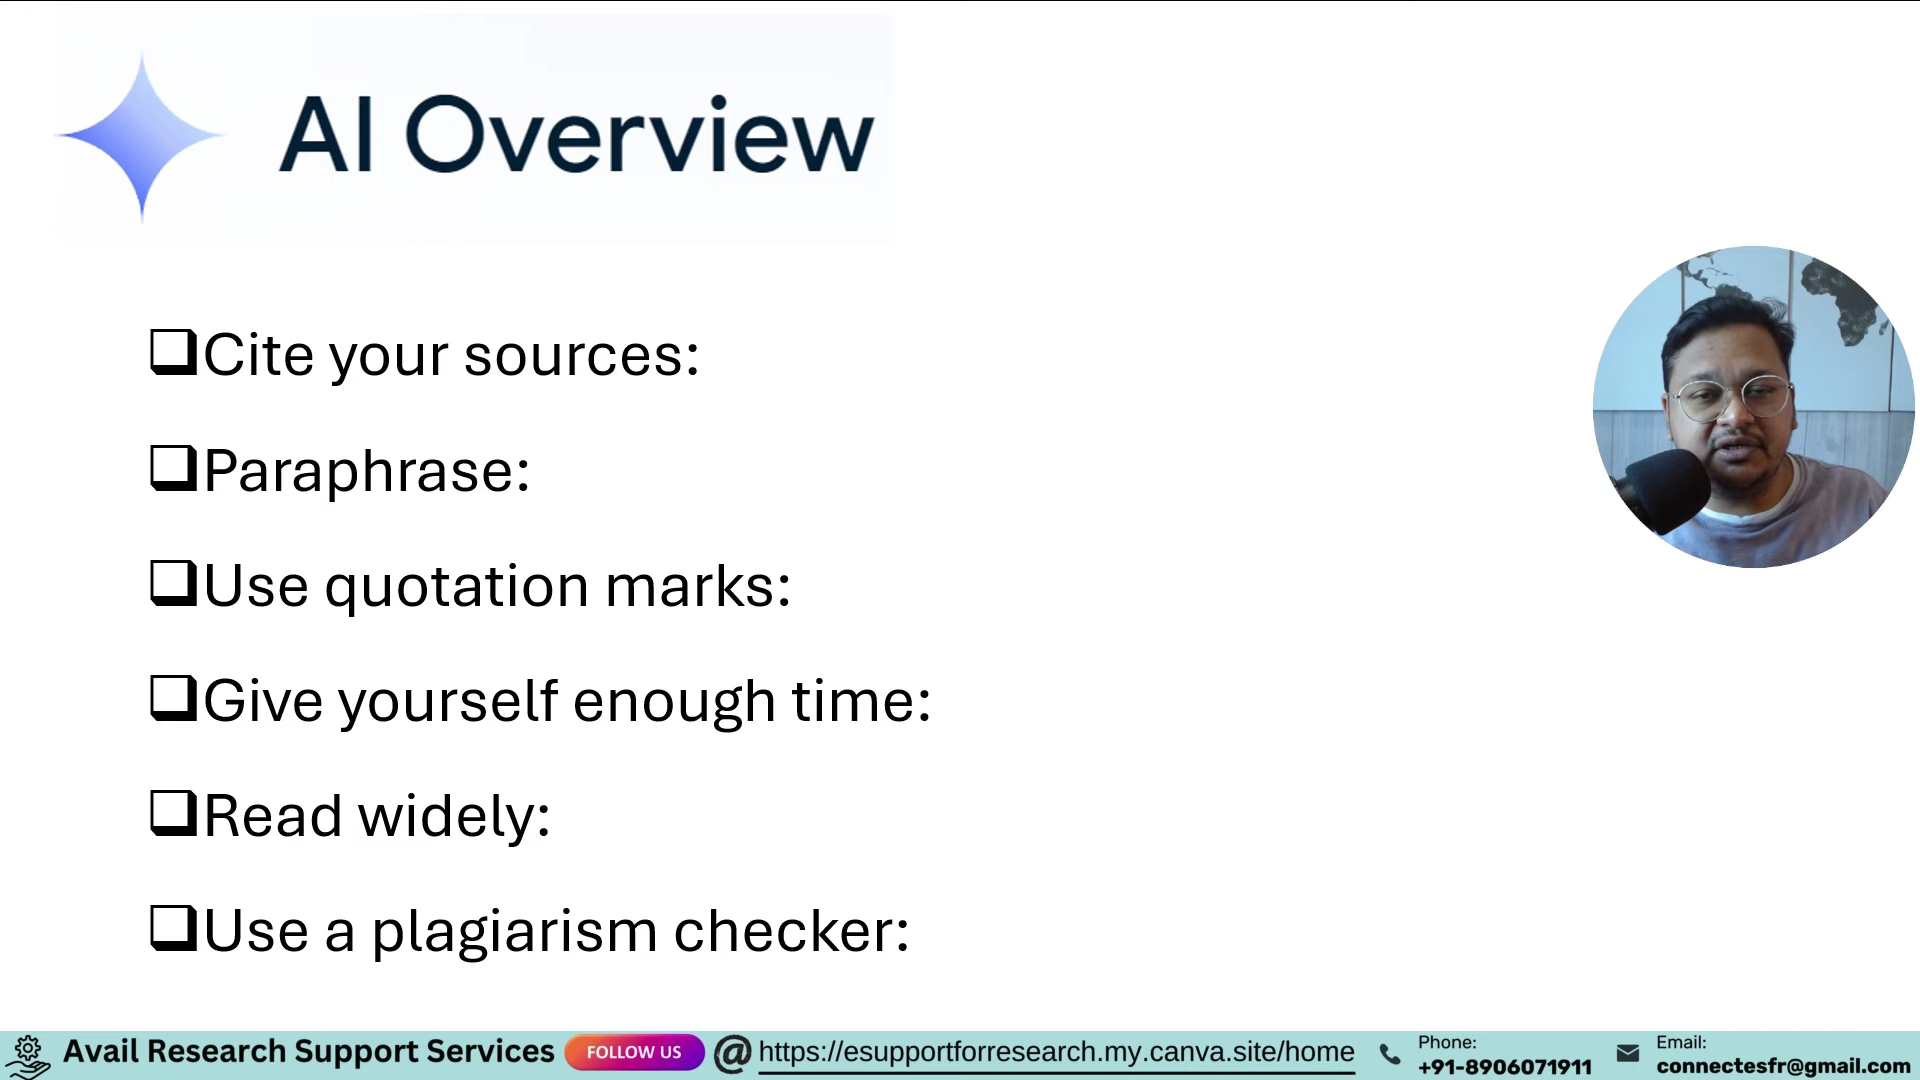 AI Overview
Cite your sources:
Paraphrase:
Use quotation marks:
Give yourself enough time:
Read widely:
Use a plagiarism checker:
Avail Research Support Services FOLLOW US @ https://esupportforresearch.my.canva.site/home
Phone:
+91-8906071911
Email:
connectesfr@gmail.com